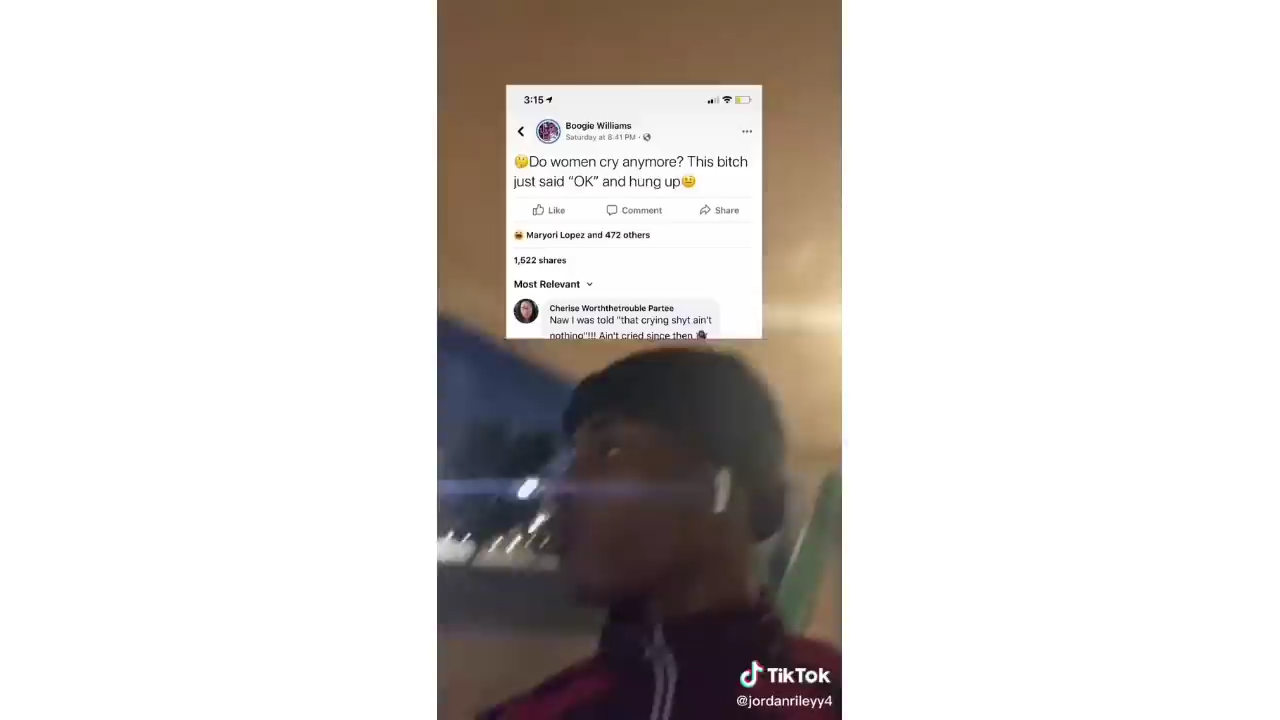 3:15
Boogie Williams
Saturday at 8:41 PM ·
🤔Do women cry anymore? This bitch
just said “OK” and hung up😐
Like Comment Share
Maryori Lopez and 472 others
1,522 shares
Most Relevant
Cherise Worththetrouble Partee
Naw I was told "that crying shyt ain't
nothing"!!! Ain't cried since then
TikTok
@jordanrileyy4